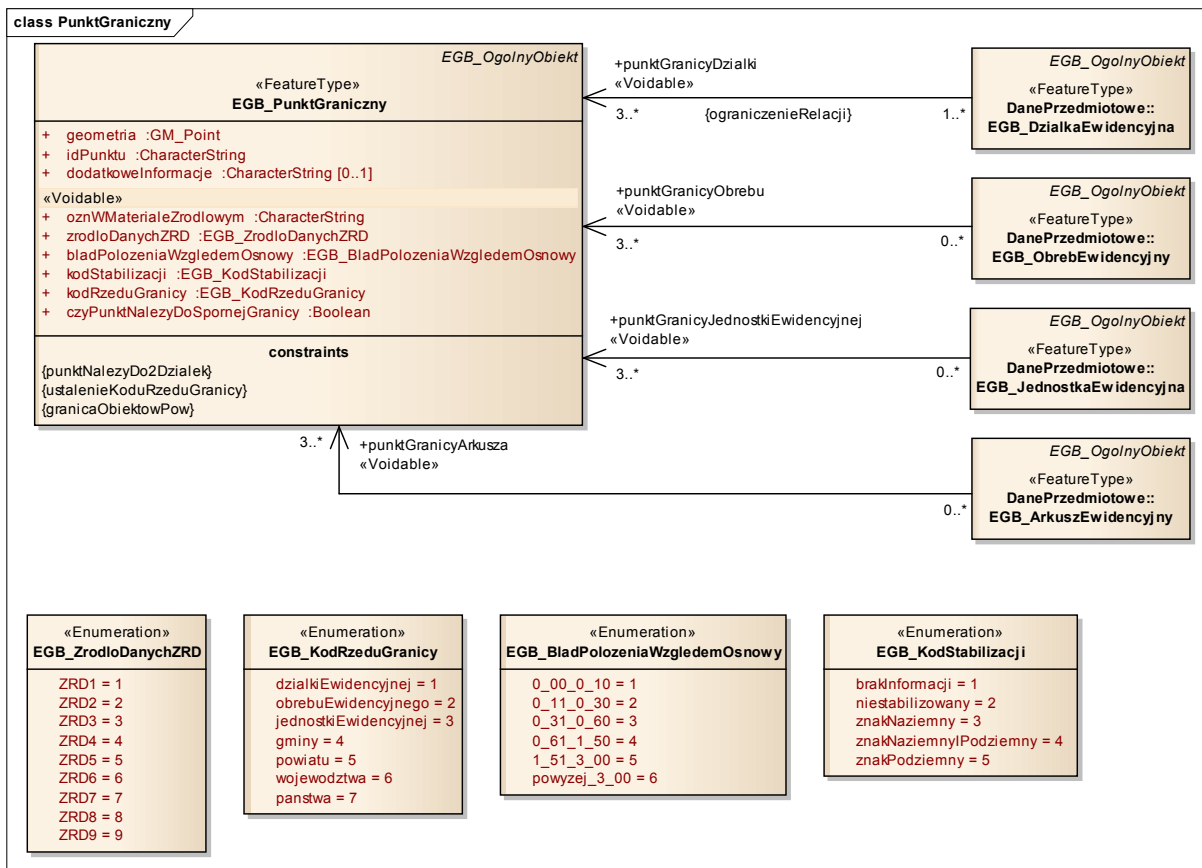 class PunktGraniczny
EGB_OgolnyObiekt
«FeatureType»
EGB_PunktGraniczny
+ geometria :GM_Point
+ idPunktu :CharacterString
+ dodatkoweInformacje :CharacterString [0..1]
«Voidable»
+ oznWMaterialeZrodlowym :CharacterString
+ zrodloDanychZRD :EGB_ZrodloDanychZRD
+ bladPolozeniaWzgledemOsnowy :EGB_BladPolozeniaWzgledemOsnowy
+ kodStabilizacji :EGB_KodStabilizacji
+ kodRzeduGranicy :EGB_KodRzeduGranicy
+ czyPunktNalezyDoSpornejGranicy :Boolean
constraints
{punktNalezyDo2Dzialek}
{ustalenieKoduRzeduGranicy}
{granicaObiektowPow}
+punktGranicyDzialki
«Voidable»
3..* {ograniczenieRelacji} 1..*
EGB_OgolnyObiekt
«FeatureType»
DanePrzedmiotowe::
EGB_DzialkaEwidencyjna
+punktGranicyObrebu
«Voidable»
3..* 0..*
EGB_OgolnyObiekt
«FeatureType»
DanePrzedmiotowe::
EGB_ObrebEwidencyjny
+punktGranicyJednostkiEwidencyjnej
«Voidable»
3..* 0..*
EGB_OgolnyObiekt
«FeatureType»
DanePrzedmiotowe::
EGB_JednostkaEwidencyjna
3..* +punktGranicyArkusza
«Voidable»
0..*
EGB_OgolnyObiekt
«FeatureType»
DanePrzedmiotowe::
EGB_ArkuszEwidencyjny
«Enumeration»
EGB_ZrodloDanychZRD
ZRD1 = 1
ZRD2 = 2
ZRD3 = 3
ZRD4 = 4
ZRD5 = 5
ZRD6 = 6
ZRD7 = 7
ZRD8 = 8
ZRD9 = 9
«Enumeration»
EGB_KodRzeduGranicy
dzialkiEwidencyjnej = 1
obrebuEwidencyjnego = 2
jednostkiEwidencyjnej = 3
gminy = 4
powiatu = 5
wojewodztwa = 6
panstwa = 7
«Enumeration»
EGB_BladPolozeniaWzgledemOsnowy
0_00_0_10 = 1
0_11_0_30 = 2
0_31_0_60 = 3
0_61_1_50 = 4
1_51_3_00 = 5
powyzej_3_00 = 6
«Enumeration»
EGB_KodStabilizacji
brakInformacji = 1
niestabilizowany = 2
znakNaziemny = 3
znakNaziemnyIPodziemny = 4
znakPodziemny = 5